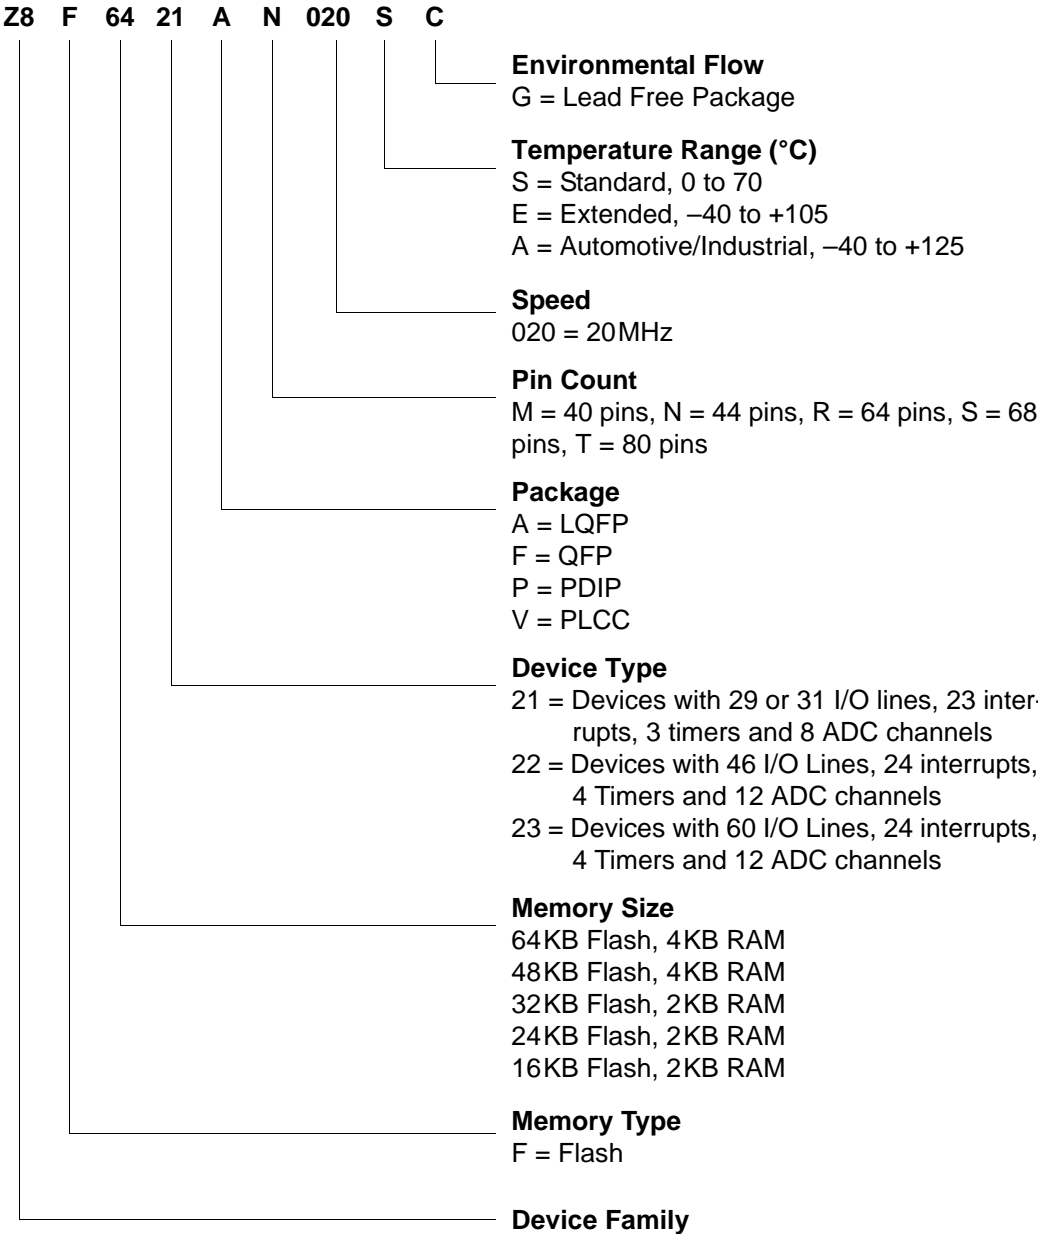 Z8 F 64 21 A N 020 S C
Environmental Flow
G = Lead Free Package
Temperature Range (°C)
S = Standard, 0 to 70
E = Extended, –40 to +105
A = Automotive/Industrial, –40 to +125
Speed
020 = 20MHz
Pin Count
M = 40 pins, N = 44 pins, R = 64 pins, S = 68
pins, T = 80 pins
Package
A = LQFP
F = QFP
P = PDIP
V = PLCC
Device Type
21 = Devices with 29 or 31 I/O lines, 23 inter-
rupts, 3 timers and 8 ADC channels
22 = Devices with 46 I/O Lines, 24 interrupts,
4 Timers and 12 ADC channels
23 = Devices with 60 I/O Lines, 24 interrupts,
4 Timers and 12 ADC channels
Memory Size
64KB Flash, 4KB RAM
48KB Flash, 4KB RAM
32KB Flash, 2KB RAM
24KB Flash, 2KB RAM
16KB Flash, 2KB RAM
Memory Type
F = Flash
Device Family